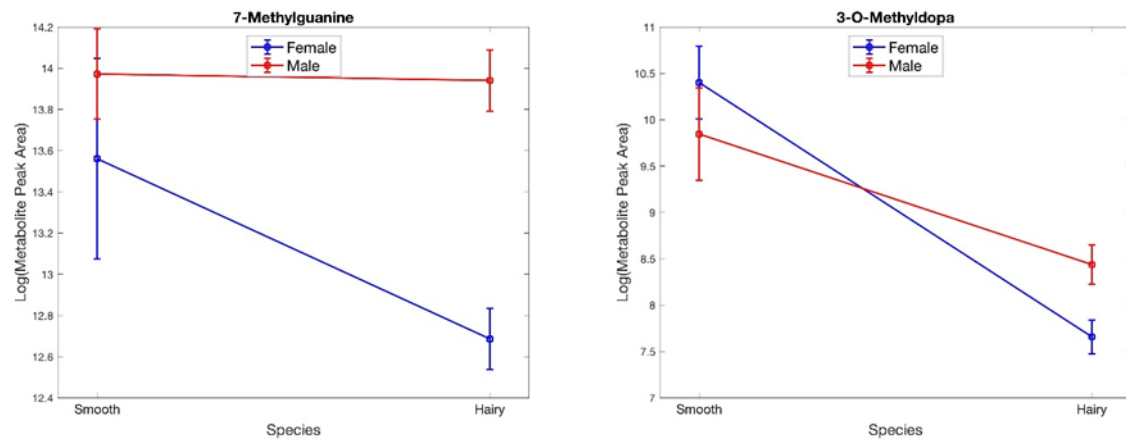 7-Methylguanine
14.2
14
13.8
13.6
13.4
13.2
13
12.8
12.6
12.4
Log(Metabolite Peak Area)
Female
Male
Smooth
Hairy
Species
3-O-Methyldopa
11
10.5
10
9.5
9
8.5
8
7.5
7
Log(Metabolite Peak Area)
Female
Male
Smooth
Hairy
Species